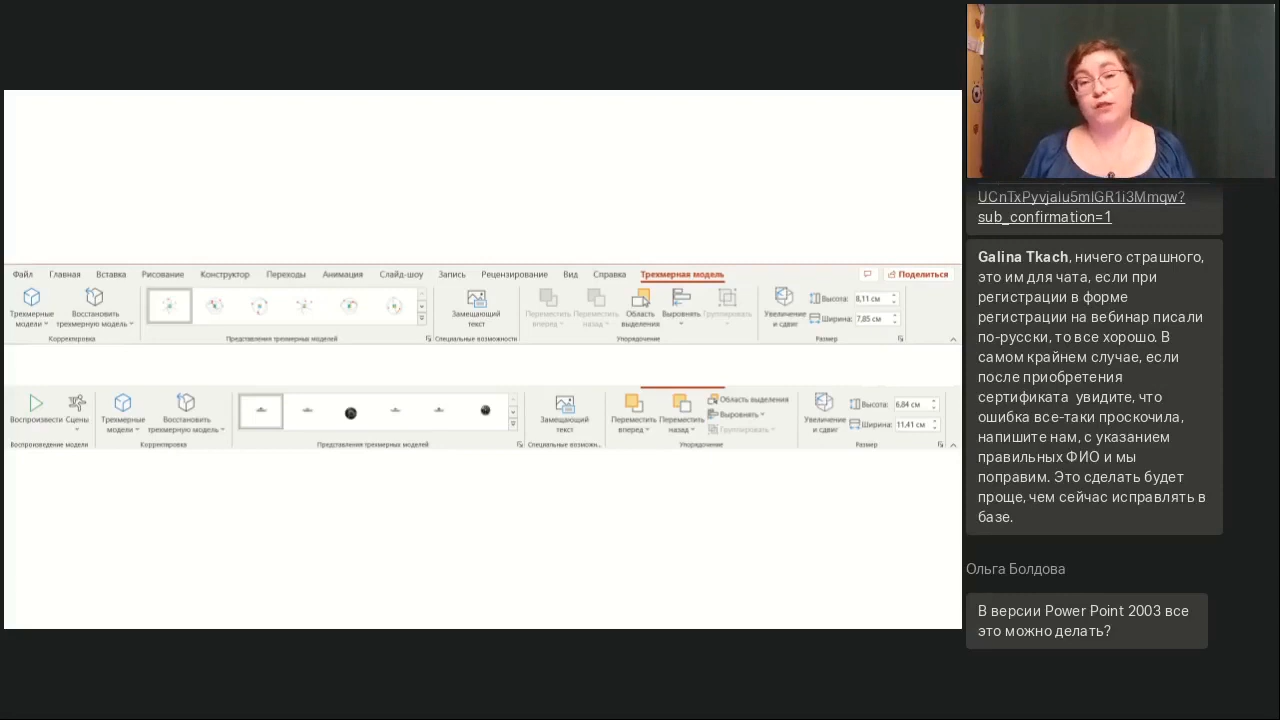 Файл Главная Вставка Рисование Конструктор Переходы Анимация Слайд-шоу Запись Рецензирование Вид Справка Трехмерная модель Поделиться
Трехмерные модели Восстановить трехмерную модель Замещающий текст Переместить вперед Переместить назад Область выделения Выровнять Группировать Увеличение и сдвиг Высота: 8,11 см
Ширина: 7,85 см
Корректировка Представления трехмерных моделей Специальные возможности Упорядочение Размер
Воспроизвести Сцены Трехмерные модели Восстановить трехмерную модель Замещающий текст Переместить вперед Переместить назад Область выделения Увеличение и сдвиг Высота: 6,84 см
Выровнять Ширина: 11,41 см
Группировать
Воспроизведение модели Корректировка Представления трехмерных моделей Специальные возможн... Упорядочение Размер
sub_confirmation=1
Galina Tkach, ничего страшного,
это им для чата, если при
регистрации в форме
регистрации на вебинар писали
по-русски, то все хорошо. В
самом крайнем случае, если
после приобретения
сертификата увидите, что
ошибка все-таки проскочила,
напишите нам, с указанием
правильных ФИО и мы
поправим. Это сделать будет
проще, чем сейчас исправлять в
базе.
Ольга Болдова
В версии Power Point 2003 все
это можно делать?